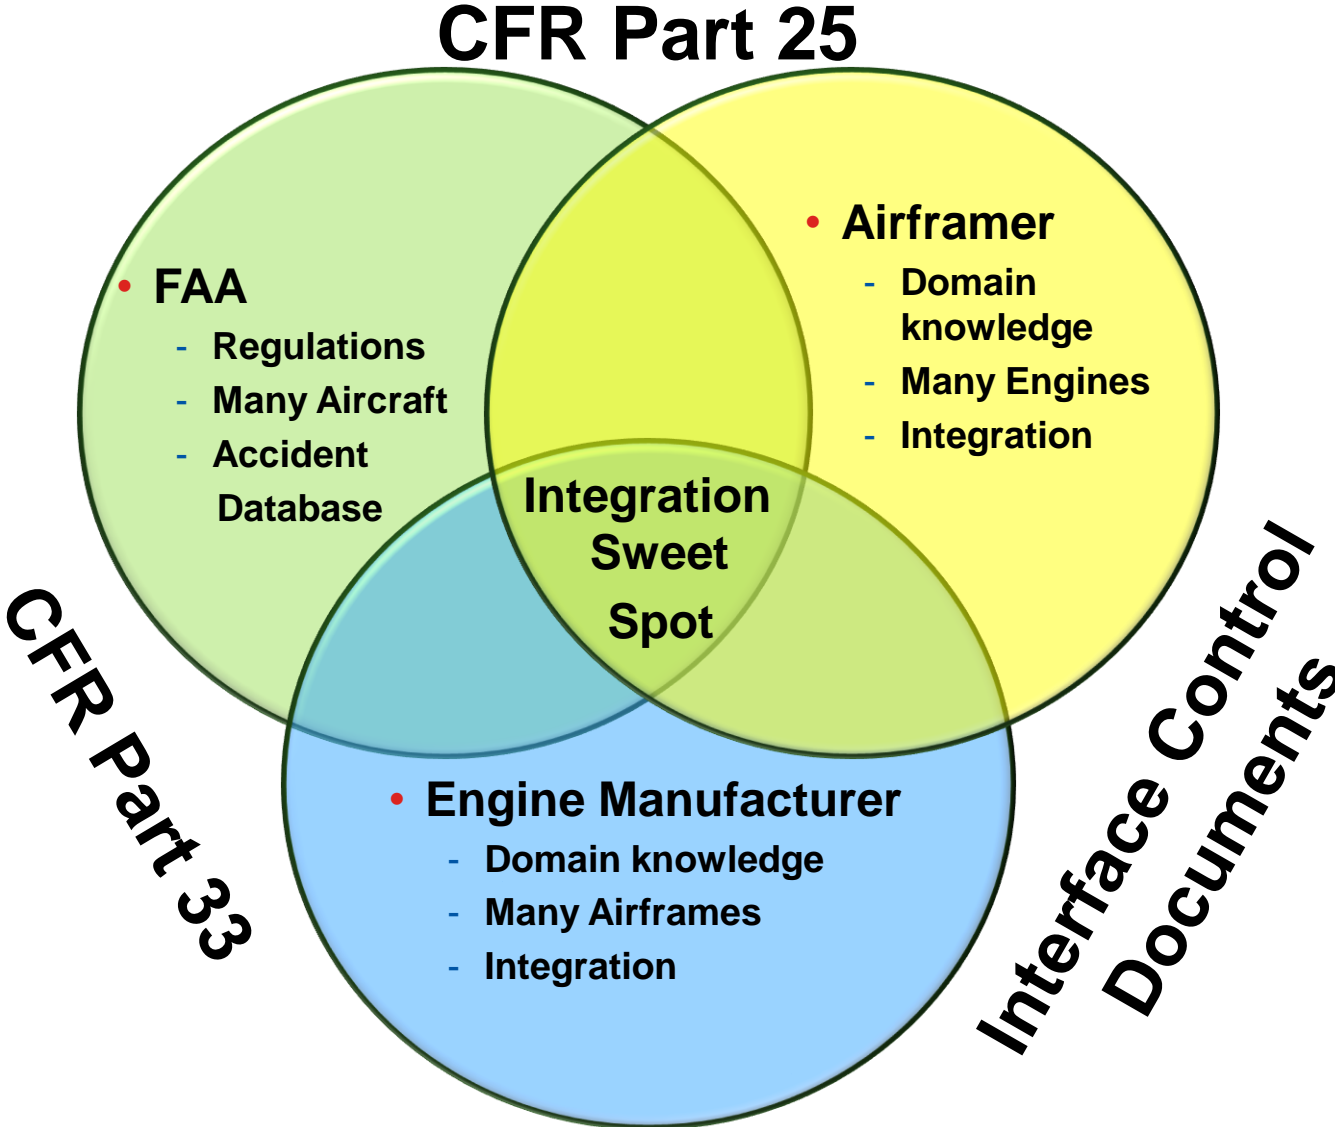 CFR Part 25
• FAA
- Regulations
- Many Aircraft
- Accident
Database
• Airframer
- Domain
knowledge
- Many Engines
- Integration
Integration
Sweet
Spot
CFR Part 33
Interface Control
Documents
• Engine Manufacturer
- Domain knowledge
- Many Airframes
- Integration